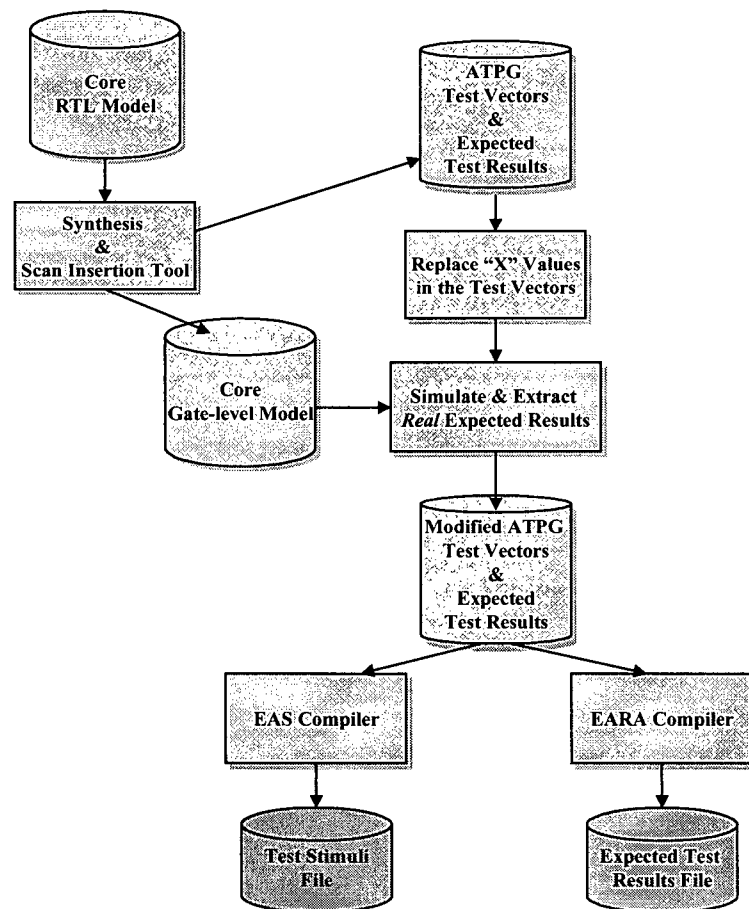 Core
RTL Model
ATPG
Test Vectors
&
Expected
Test Results
Synthesis
&
Scan Insertion Tool
Replace “X” Values
in the Test Vectors
Core
Gate-level Model
Simulate & Extract
Real Expected Results
Modified ATPG
Test Vectors
&
Expected
Test Results
EAS Compiler
EARA Compiler
Test Stimuli
File
Expected Test
Results File